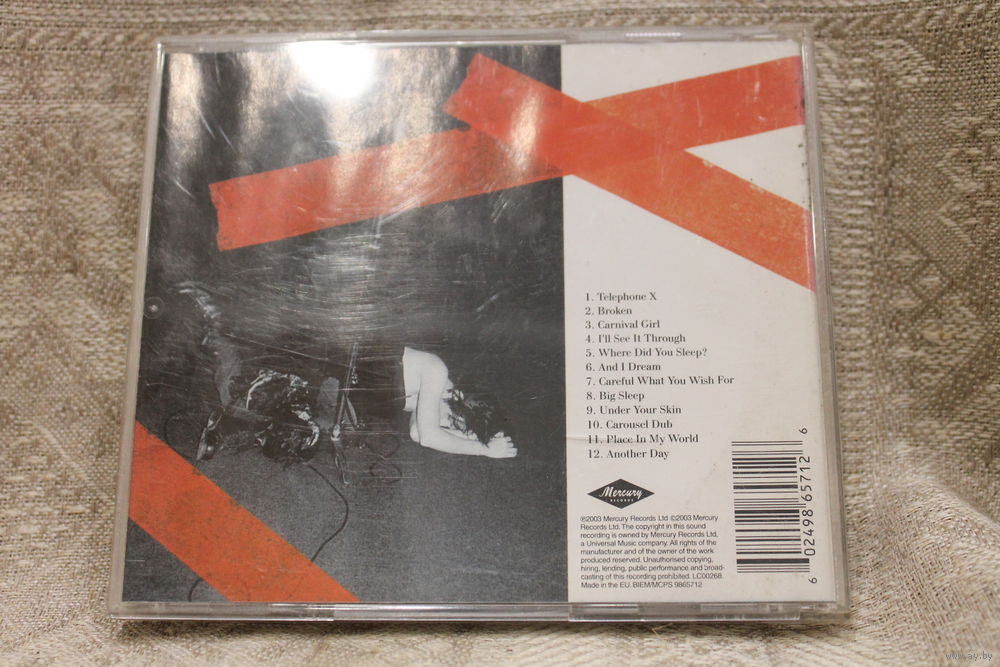 1. Telephone X
2. Broken
3. Carnival Girl
4. I'll See It Through
5. Where Did You Sleep?
6. And I Dream
7. Careful What You Wish For
8. Big Sleep
9. Under Your Skin
10. Carousel Dub
11. Place In My World
12. Another Day
Mercury
RECORDS
℗2003 Mercury Records Ltd ©2003 Mercury
Records Ltd. The copyright in this sound
recording is owned by Mercury Records Ltd,
a Universal Music company. All rights of the
manufacturer and of the owner of the work
produced reserved. Unauthorised copying,
hiring, lending, public performance and broad-
casting of this recording prohibited. LC00268.
Made in the EU. BIEM/MCPS 9865712
6 02498 65712 6
www.ay.by